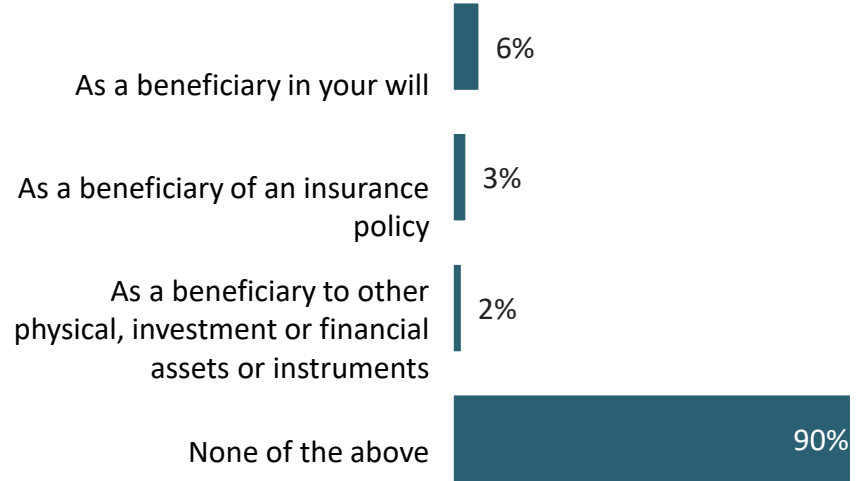 6%
As a beneficiary in your will
3%
As a beneficiary of an insurance
policy
As a beneficiary to other
physical, investment or financial
assets or instruments
2%
None of the above
90%